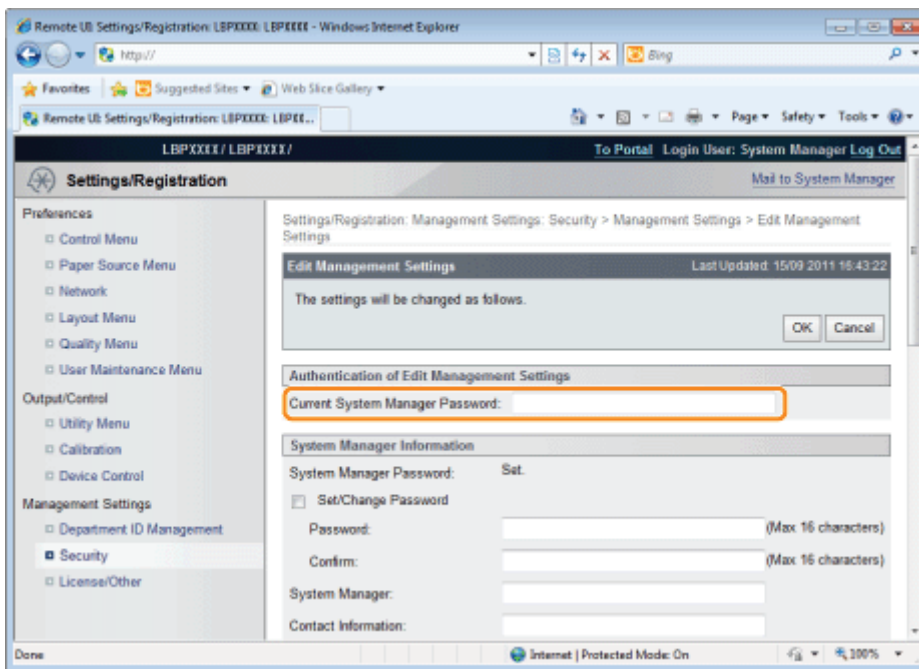 Remote UI: Settings/Registration: LBPXXXX: LBPXXXX - Windows Internet Explorer
http://
Bing
Favorites Suggested Sites Web Slice Gallery
Remote UI: Settings/Registration: LBPXXXX: LBPXX...
Page Safety Tools
LBPXXXX / LBPXXXX/ To Portal Login User: System Manager Log Out
Settings/Registration Mail to System Manager
Preferences
Control Menu
Paper Source Menu
Network
Layout Menu
Quality Menu
User Maintenance Menu
Output/Control
Utility Menu
Calibration
Device Control
Management Settings
Department ID Management
Security
License/Other
Settings/Registration: Management Settings: Security > Management Settings > Edit Management
Settings
Edit Management Settings Last Updated: 15/09 2011 16:43:22
The settings will be changed as follows.
OK Cancel
Authentication of Edit Management Settings
Current System Manager Password:
System Manager Information
System Manager Password: Set.
Set/Change Password
Password: (Max 16 characters)
Confirm: (Max 16 characters)
System Manager:
Contact Information:
Done Internet | Protected Mode: On 100%